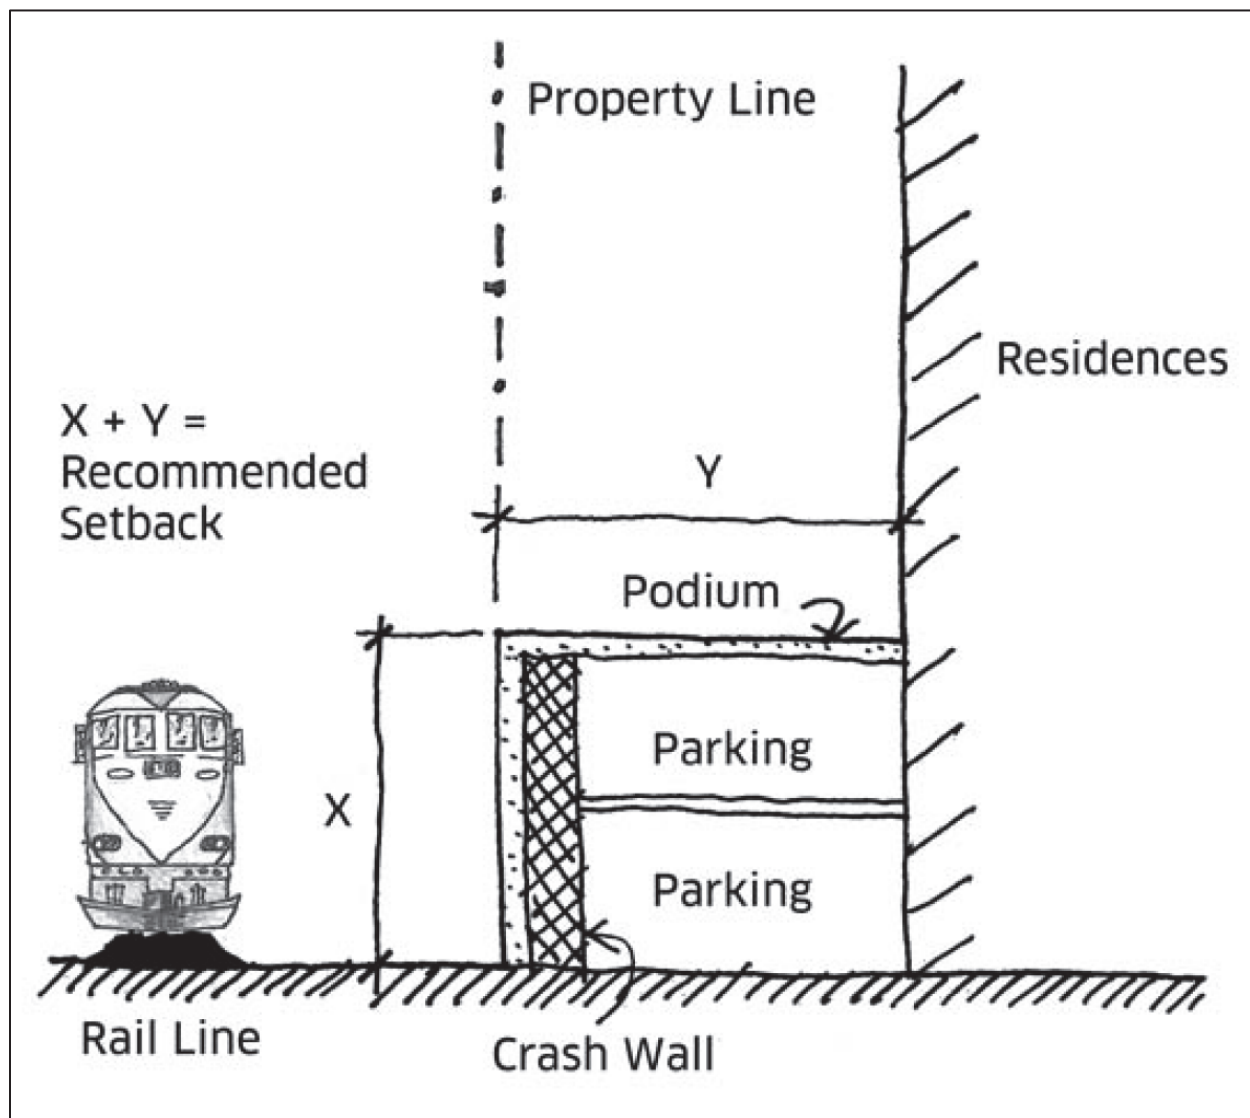 Property Line
Residences
X + Y =
Recommended
Setback
Y
Podium
X
Parking
Parking
Rail Line
Crash Wall